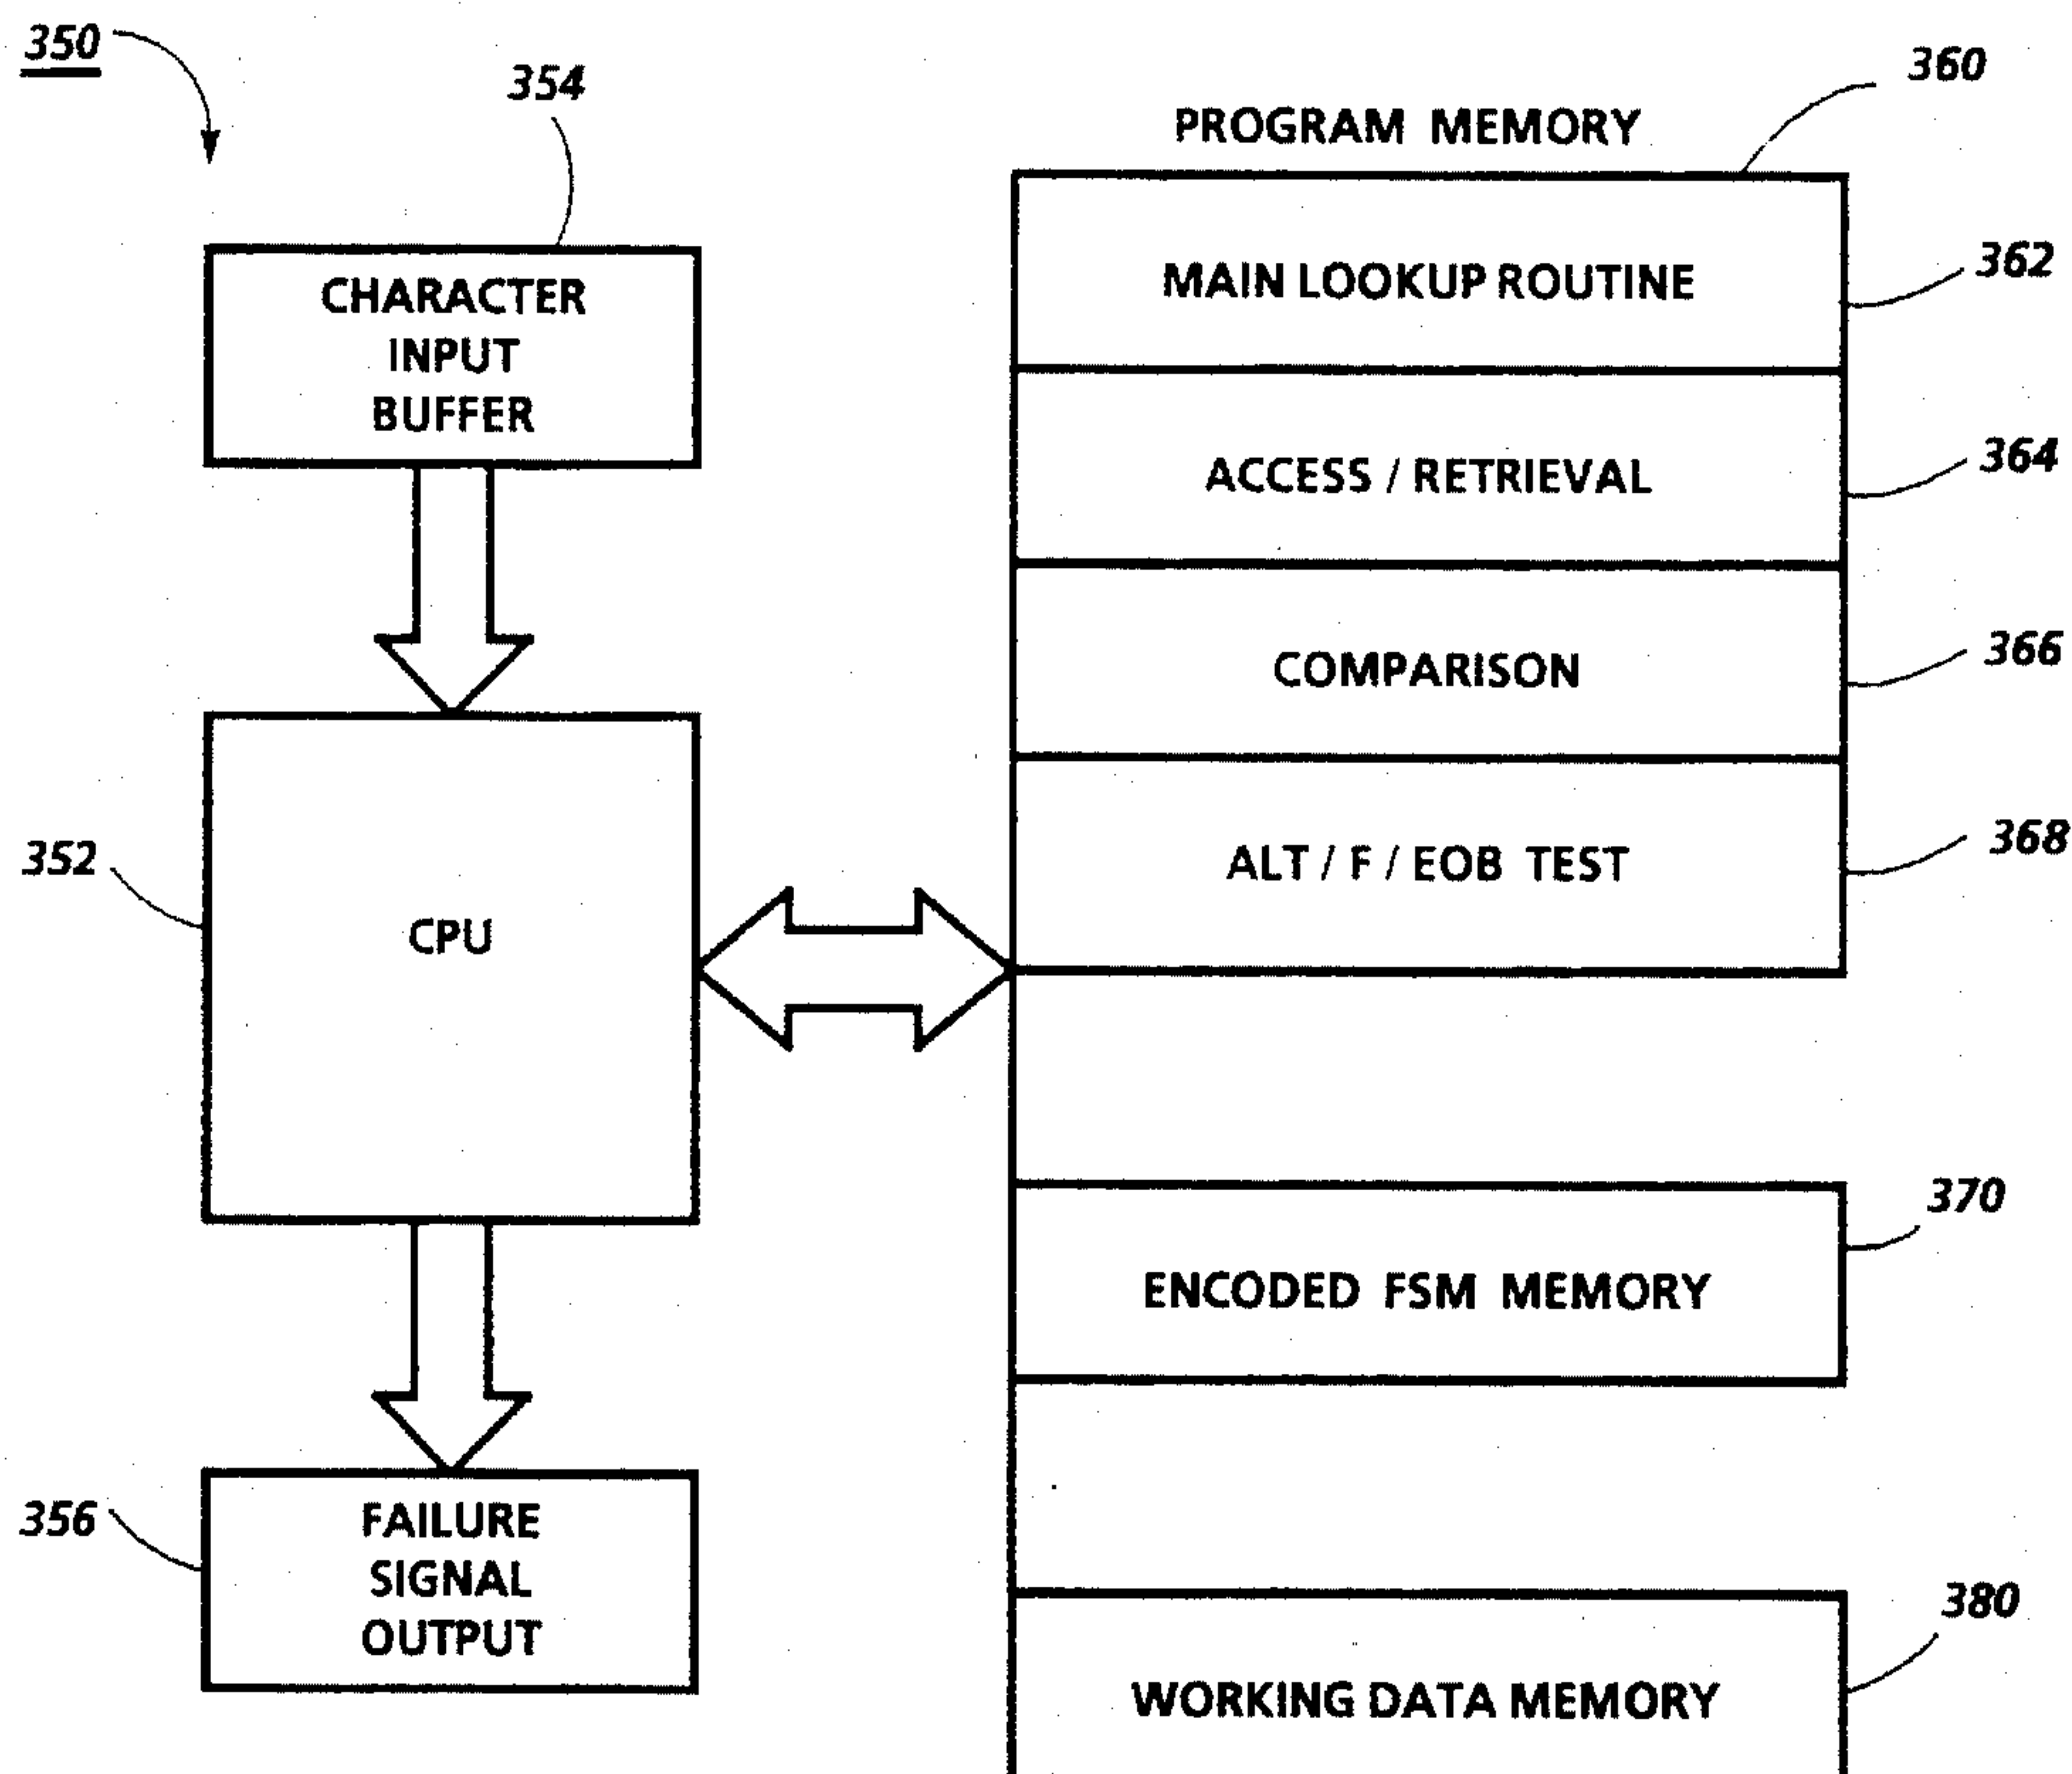 350
354
360
PROGRAM MEMORY
CHARACTER
INPUT
BUFFER
MAIN LOOKUP ROUTINE
362
ACCESS / RETRIEVAL
364
COMPARISON
366
352
CPU
ALT / F / EOB TEST
368
ENCODED FSM MEMORY
370
356
FAILURE
SIGNAL
OUTPUT
380
WORKING DATA MEMORY